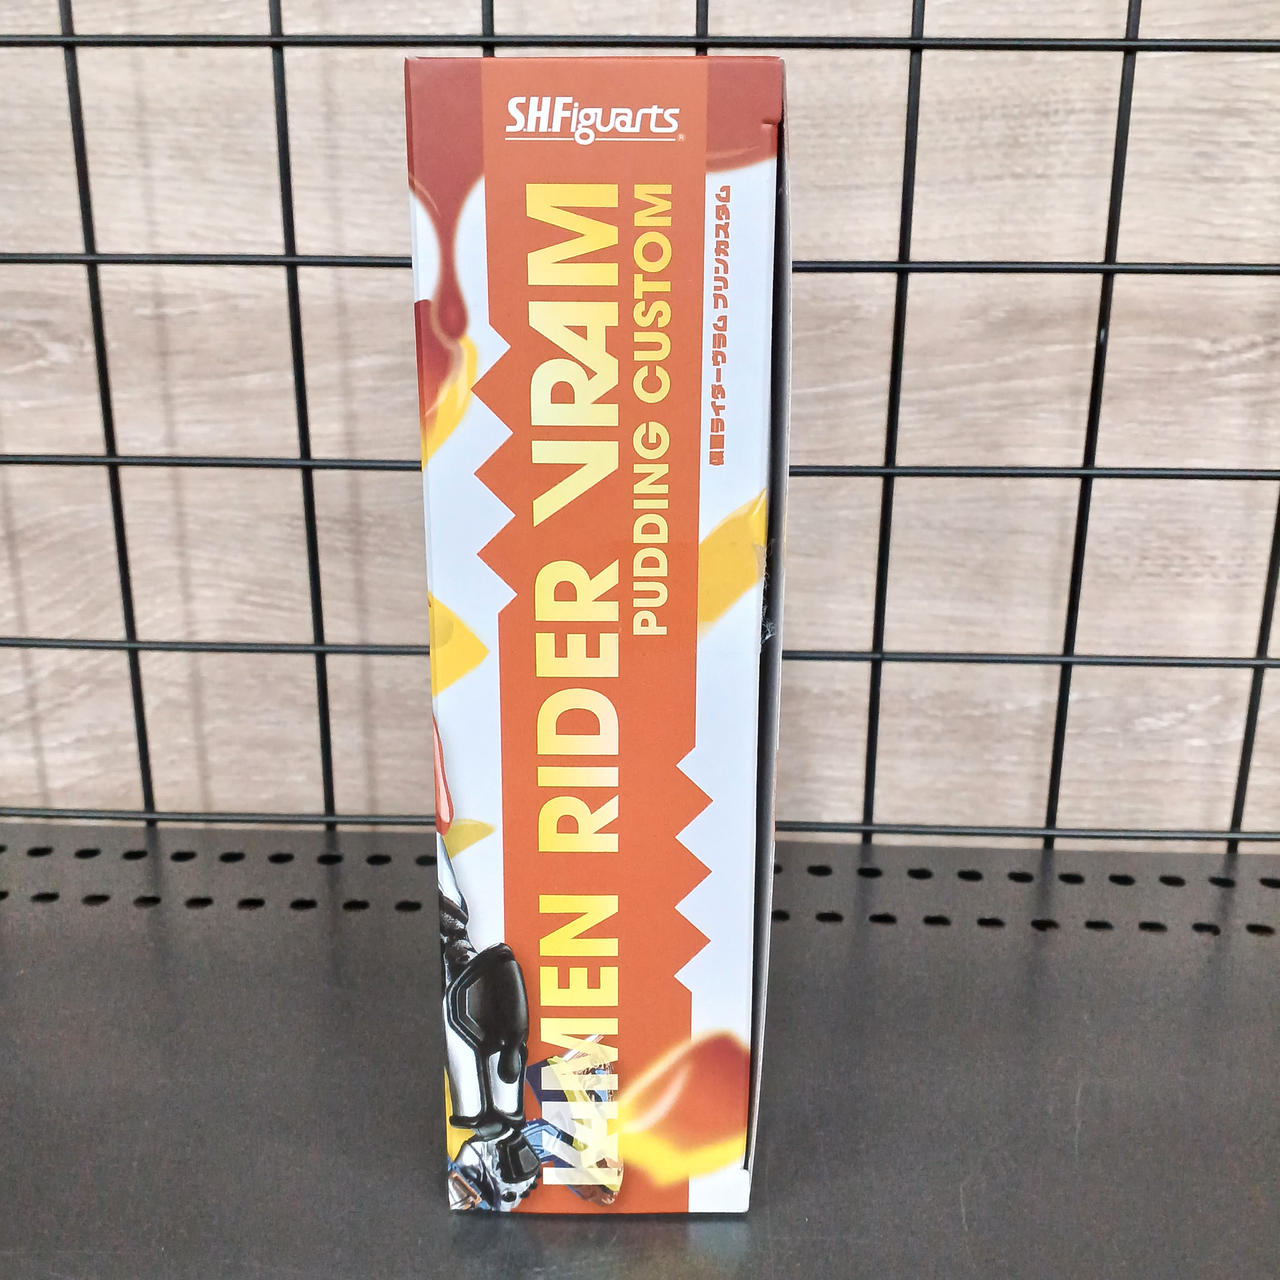 S.H.Figuarts®
KAMEN RIDER VRAM
PUDDING CUSTOM
仮面ライダーヴラム プリンカスタム